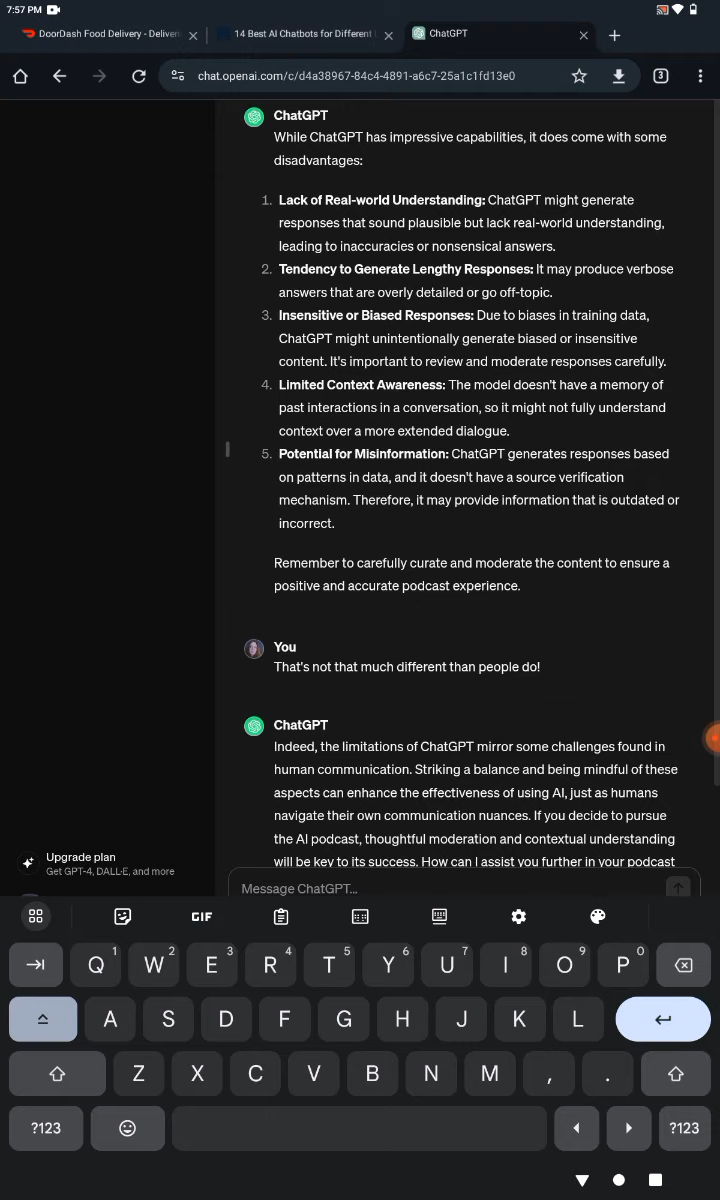 7:57 PM
DoorDash Food Delivery - Deliver
14 Best AI Chatbots for Different
ChatGPT
chat.openai.com/c/d4a38967-84c4-4891-a6c7-25a1c1fd13e0
3
ChatGPT
While ChatGPT has impressive capabilities, it does come with some
disadvantages:
1. Lack of Real-world Understanding: ChatGPT might generate
responses that sound plausible but lack real-world understanding,
leading to inaccuracies or nonsensical answers.
2. Tendency to Generate Lengthy Responses: It may produce verbose
answers that are overly detailed or go off-topic.
3. Insensitive or Biased Responses: Due to biases in training data,
ChatGPT might unintentionally generate biased or insensitive
content. It's important to review and moderate responses carefully.
4. Limited Context Awareness: The model doesn't have a memory of
past interactions in a conversation, so it might not fully understand
context over a more extended dialogue.
5. Potential for Misinformation: ChatGPT generates responses based
on patterns in data, and it doesn't have a source verification
mechanism. Therefore, it may provide information that is outdated or
incorrect.
Remember to carefully curate and moderate the content to ensure a
positive and accurate podcast experience.
You
That's not that much different than people do!
ChatGPT
Indeed, the limitations of ChatGPT mirror some challenges found in
human communication. Striking a balance and being mindful of these
aspects can enhance the effectiveness of using AI, just as humans
navigate their own communication nuances. If you decide to pursue
the AI podcast, thoughtful moderation and contextual understanding
will be key to its success. How can I assist you further in your podcast
Upgrade plan
Get GPT-4, DALL·E, and more
Message ChatGPT...
GIF
Q 1 W 2 E 3 R 4 T 5 Y 6 U 7 I 8 O 9 P 0
A S D F G H J K L
Z X C V B N M , .
?123 ?123